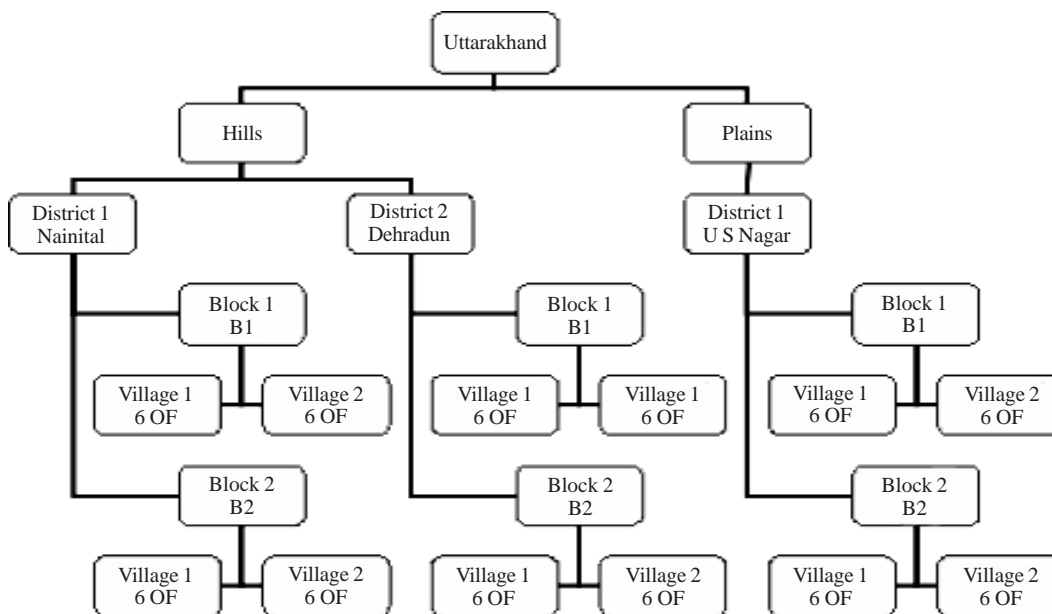 Uttarakhand
Hills
Plains
District 1
Nainital
District 2
Dehradun
District 1
U S Nagar
Block 1
B1
Block 1
B1
Block 1
B1
Village 1
6 OF
Village 2
6 OF
Village 1
6 OF
Village 1
6 OF
Village 1
6 OF
Village 2
6 OF
Block 2
B2
Block 2
B2
Block 2
B2
Village 1
6 OF
Village 2
6 OF
Village 1
6 OF
Village 2
6 OF
Village 1
6 OF
Village 2
6 OF